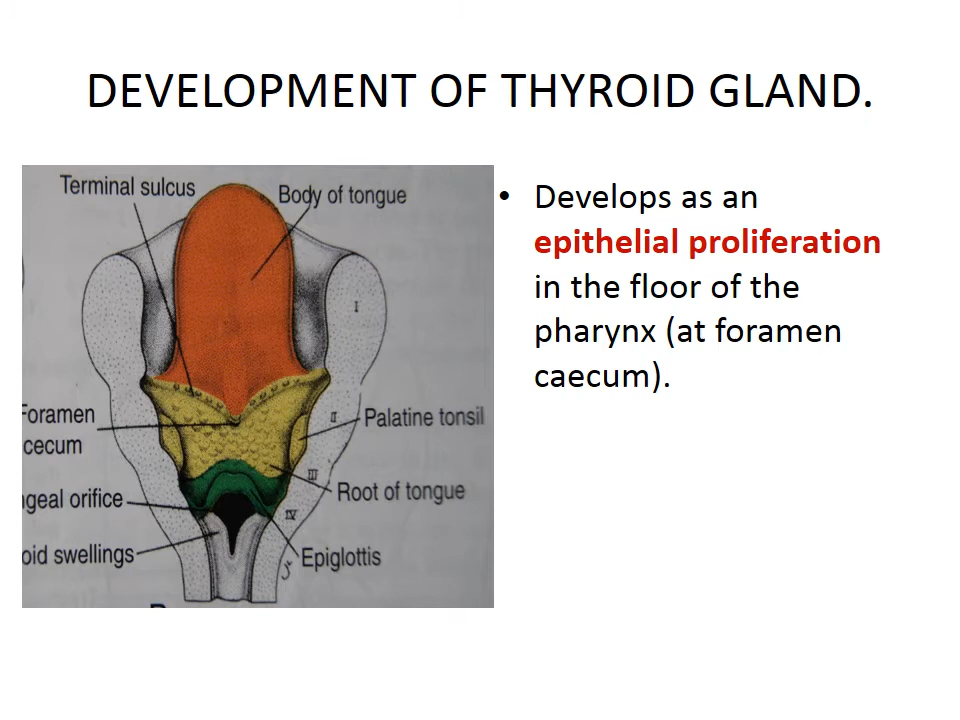 DEVELOPMENT OF THYROID GLAND.
Terminal sulcus
Body of tongue
I
Foramen
cecum
II
Palatine tonsil
III
Root of tongue
geal orifice
IV
oid swellings
Epiglottis
• Develops as an
epithelial proliferation
in the floor of the
pharynx (at foramen
caecum).